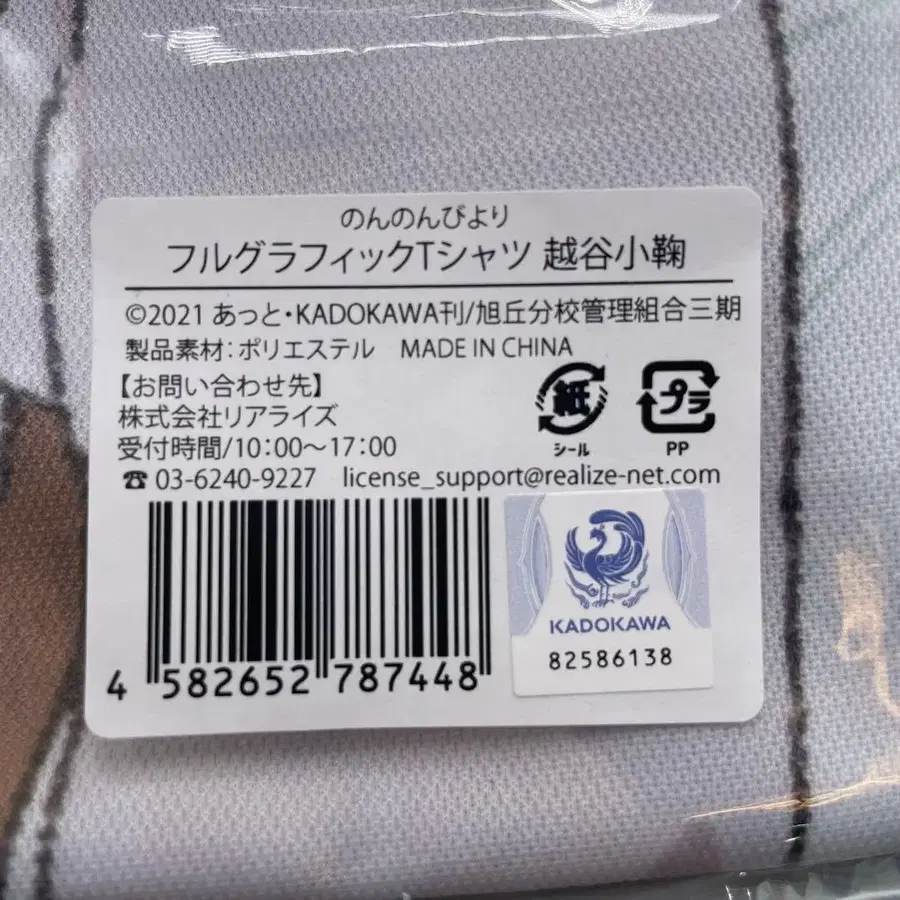 のんのんびより
フルグラフィックTシャツ 越谷小鞠
©2021 あっと・KADOKAWA刊/旭丘分校管理組合三期
製品素材：ポリエステル MADE IN CHINA
【お問い合わせ先】
株式会社リアライズ
受付時間/10：00～17：00
☎ 03-6240-9227 license_support@realize-net.com
紙
シール
プラ
PP
4 582652 787448
KADOKAWA
82586138